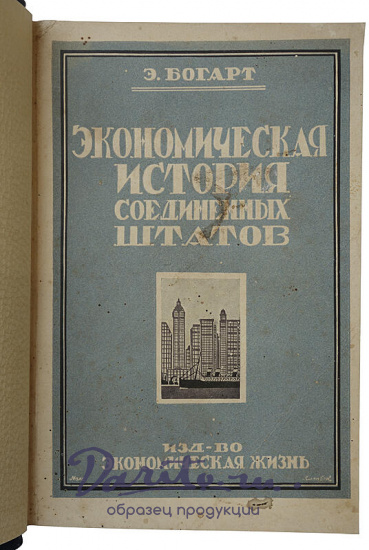 Э. БОГАРТ
ЭКОНОМИЧЕСКАЯ
ИСТОРИЯ
СОЕДИНЕННЫХ
ШТАТОВ
ИЗД-ВО
ЭКОНОМИЧЕСКАЯ ЖИЗНЬ
образец продукции